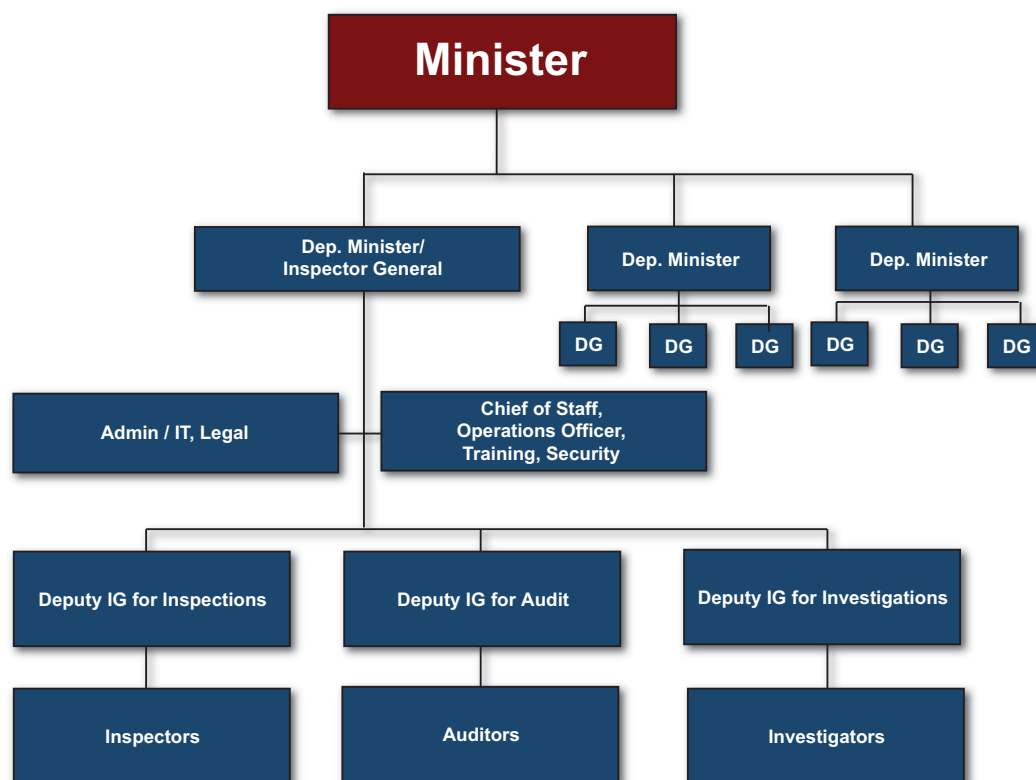 Minister
Dep. Minister/
Inspector General
Dep. Minister
Dep. Minister
DG
DG
DG
DG
DG
DG
Admin / IT, Legal
Chief of Staff,
Operations Officer,
Training, Security
Deputy IG for Inspections
Deputy IG for Audit
Deputy IG for Investigations
Inspectors
Auditors
Investigators